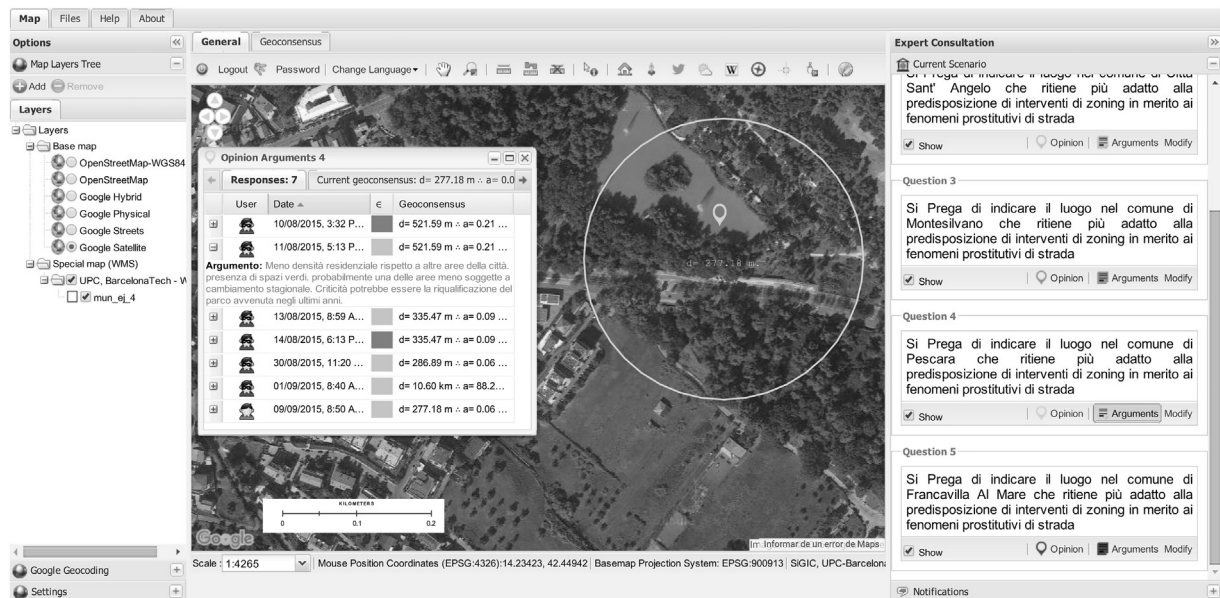 Map Files Help About
Options
Map Layers Tree
Add Remove
Layers
Layers
Base map
OpenStreetMap-WGS84
OpenStreetMap
Google Hybrid
Google Physical
Google Streets
Google Satellite
Special map (WMS)
UPC, BarcelonaTech - W
mun_ej_4
Google Geocoding
Settings
General Geoconsensus
Logout Password Change Language W
Opinion Arguments 4
Responses: 7 Current geoconsensus: d= 277.18 m ∴ a= 0.0
User Date ϵ Geoconsensus
10/08/2015, 3:32 P... d= 521.59 m ∴ a= 0.21 ...
11/08/2015, 5:13 P... d= 521.59 m ∴ a= 0.21 ...
Argumento: Meno densità residenziale rispetto a altre aree della città.
presenza di spazi verdi. probabilmente una delle aree meno soggette a
cambiamento stagionale. Criticità potrebbe essere la riqualificazione del
parco avvenuta negli ultimi anni.
13/08/2015, 8:59 A... d= 335.47 m ∴ a= 0.09 ...
14/08/2015, 6:13 P... d= 335.47 m ∴ a= 0.09 ...
30/08/2015, 11:20 ... d= 286.89 m ∴ a= 0.06 ...
01/09/2015, 8:40 A... d= 10.60 km ∴ a= 88.2...
09/09/2015, 8:50 A... d= 277.18 m ∴ a= 0.06 ...
d= 277.18 m.
KILOMETERS
0 0.1 0.2
Google
Informar de un error de Maps
Scale : 1:4265 Mouse Position Coordinates (EPSG:4326):14.23423, 42.44942 Basemap Projection System: EPSG:900913 SiGIC, UPC-Barcelona
Expert Consultation
Current Scenario
Si Prega di indicare il luogo nel comune di Città
Sant' Angelo che ritiene più adatto alla
predisposizione di interventi di zoning in merito ai
fenomeni prostitutivi di strada
Show Opinion Arguments Modify
Question 3
Si Prega di indicare il luogo nel comune di
Montesilvano che ritiene più adatto alla
predisposizione di interventi di zoning in merito ai
fenomeni prostitutivi di strada
Show Opinion Arguments Modify
Question 4
Si Prega di indicare il luogo nel comune di
Pescara che ritiene più adatto alla
predisposizione di interventi di zoning in merito ai
fenomeni prostitutivi di strada
Show Opinion Arguments Modify
Question 5
Si Prega di indicare il luogo nel comune di
Francavilla Al Mare che ritiene più adatto alla
predisposizione di interventi di zoning in merito ai
fenomeni prostitutivi di strada
Show Opinion Arguments Modify
Notifications